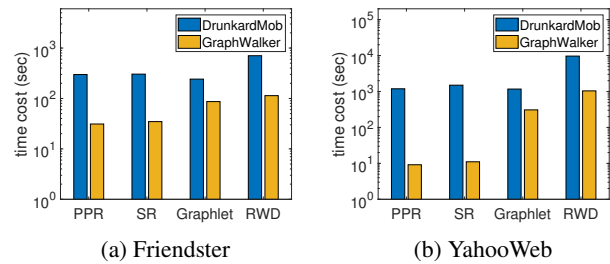 DrunkardMob
GraphWalker
time cost (sec)
10^3
10^2
10^1
10^0
PPR SR Graphlet RWD
(a) Friendster
DrunkardMob
GraphWalker
time cost (sec)
10^5
10^4
10^3
10^2
10^1
10^0
PPR SR Graphlet RWD
(b) YahooWeb